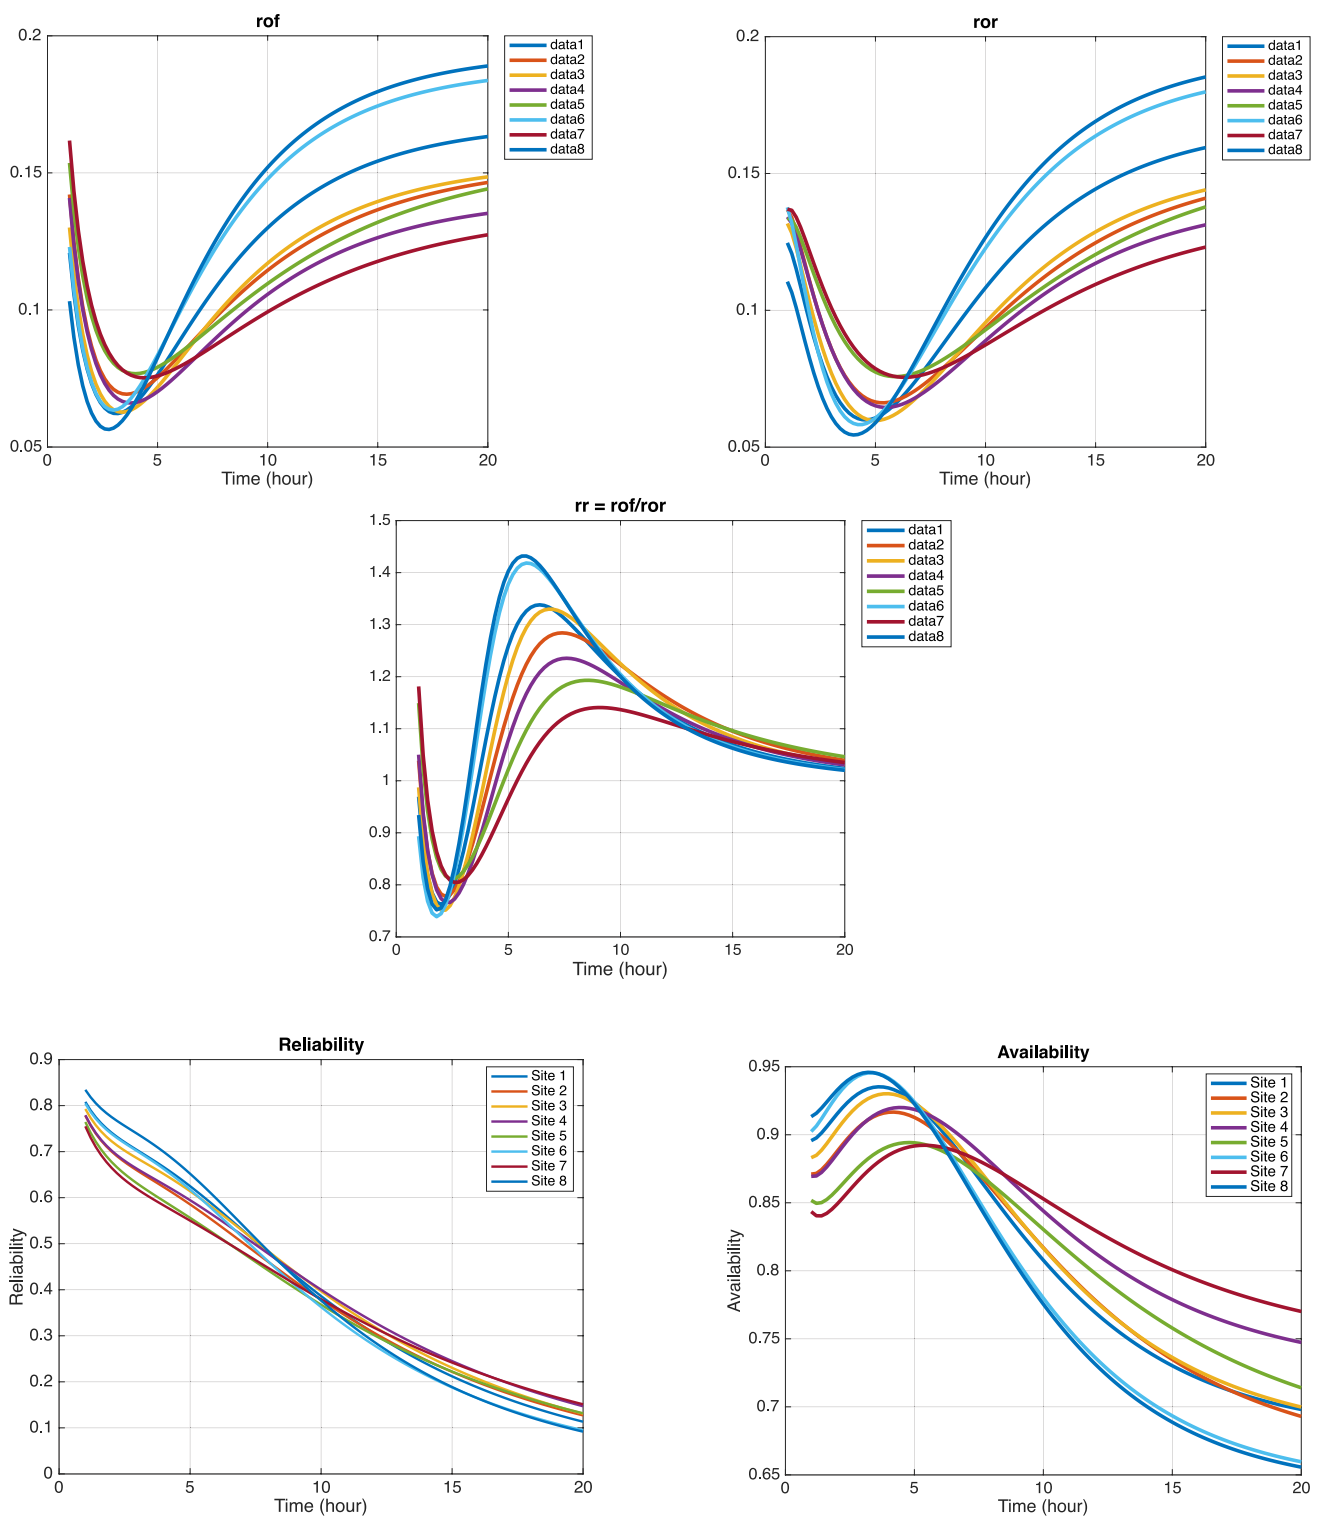 rof
0.2
0.15
0.1
0.05
0 5 10 15 20
Time (hour)
data1
data2
data3
data4
data5
data6
data7
data8
ror
0.2
0.15
0.1
0.05
0 5 10 15 20
Time (hour)
data1
data2
data3
data4
data5
data6
data7
data8
rr = rof/ror
1.5
1.4
1.3
1.2
1.1
1
0.9
0.8
0.7
0 5 10 15 20
Time (hour)
data1
data2
data3
data4
data5
data6
data7
data8
Reliability
Reliability
0.9
0.8
0.7
0.6
0.5
0.4
0.3
0.2
0.1
0
0 5 10 15 20
Time (hour)
Site 1
Site 2
Site 3
Site 4
Site 5
Site 6
Site 7
Site 8
Availability
Availability
0.95
0.9
0.85
0.8
0.75
0.7
0.65
0 5 10 15 20
Time (hour)
Site 1
Site 2
Site 3
Site 4
Site 5
Site 6
Site 7
Site 8